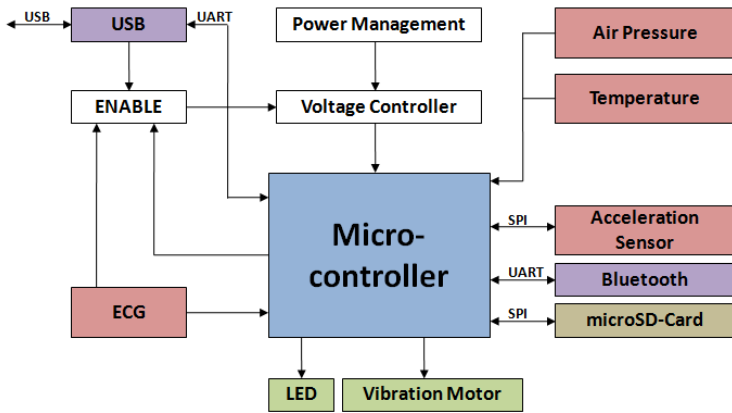 USB
USB
UART
Power Management
Air Pressure
ENABLE
Voltage Controller
Temperature
Micro-
controller
SPI
Acceleration
Sensor
UART
Bluetooth
ECG
SPI
microSD-Card
LED
Vibration Motor